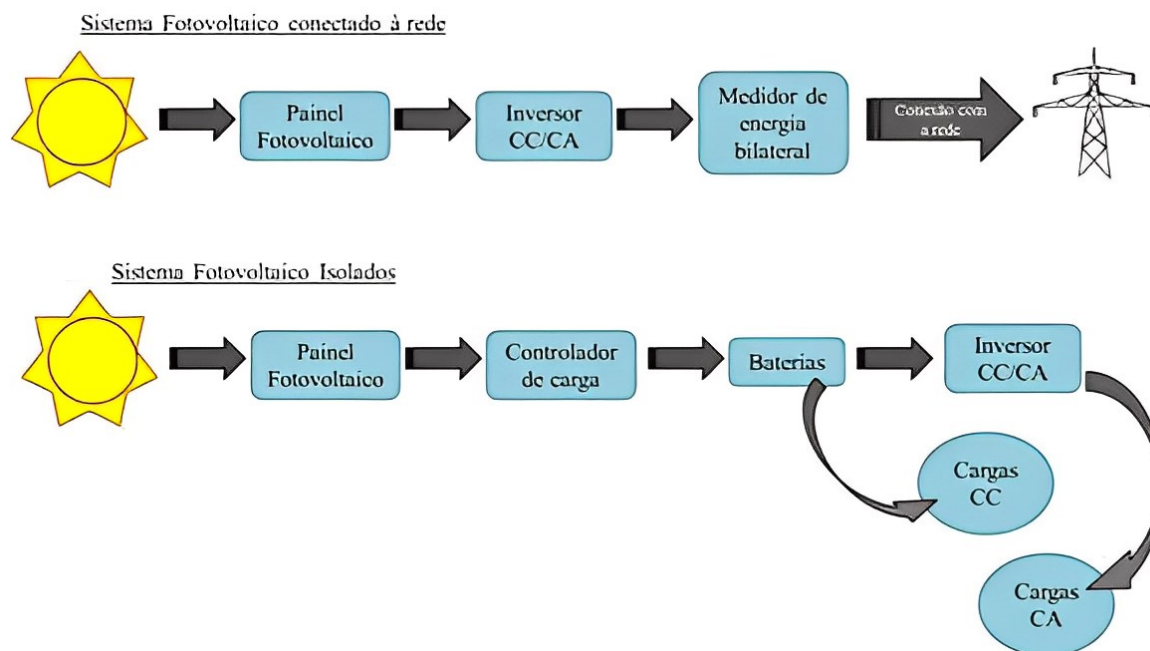 Sistema Fotovoltaico conectado à rede
Painel
Fotovoltaico
Inversor
CC/CA
Medidor de
energia
bilateral
Conexão com
a rede
Sistema Fotovoltaico Isolados
Painel
Fotovoltaico
Controlador
de carga
Baterias
Inversor
CC/CA
Cargas
CC
Cargas
CA